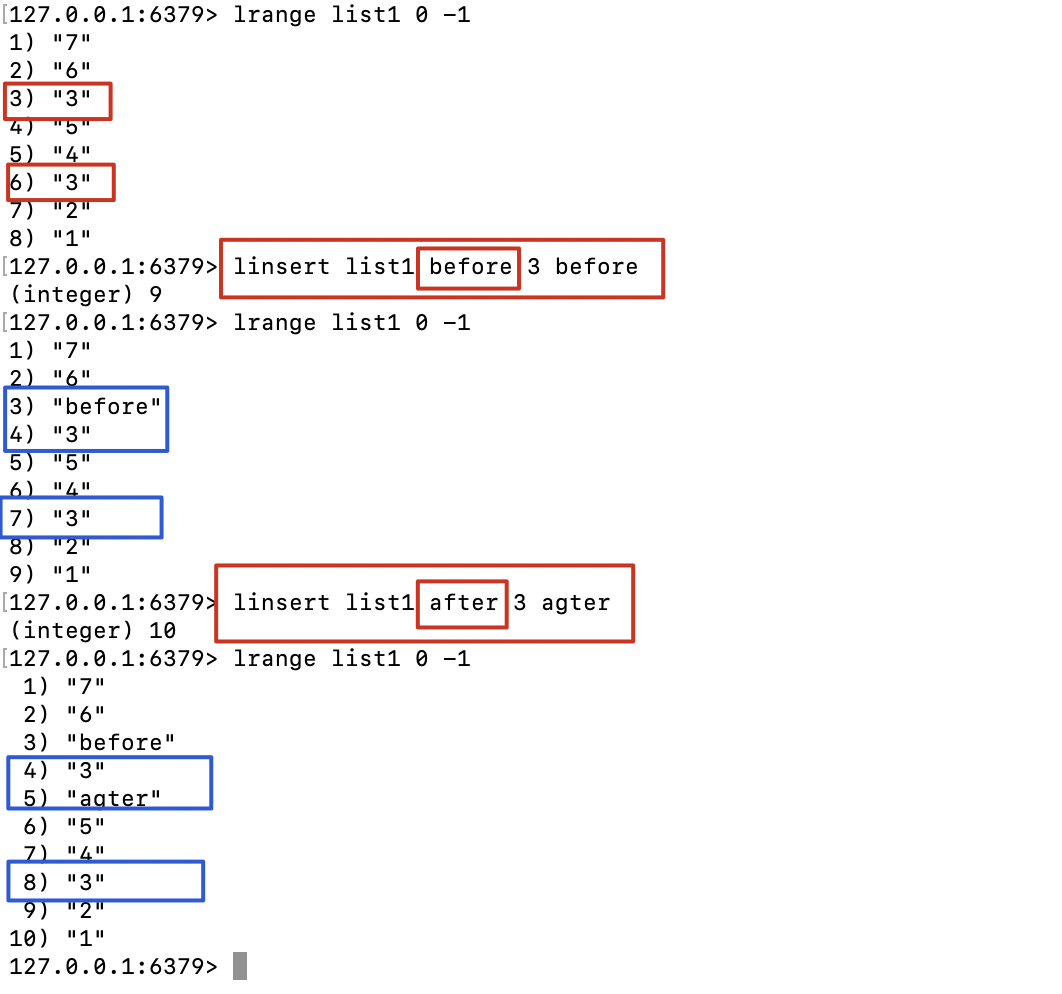 [127.0.0.1:6379> lrange list1 0 -1
1) "7"
2) "6"
3) "3"
4) "5"
5) "4"
6) "3"
7) "2"
8) "1"
[127.0.0.1:6379> linsert list1 before 3 before
(integer) 9
[127.0.0.1:6379> lrange list1 0 -1
1) "7"
2) "6"
3) "before"
4) "3"
5) "5"
6) "4"
7) "3"
8) "2"
9) "1"
[127.0.0.1:6379> linsert list1 after 3 agter
(integer) 10
[127.0.0.1:6379> lrange list1 0 -1
1) "7"
2) "6"
3) "before"
4) "3"
5) "agter"
6) "5"
7) "4"
8) "3"
9) "2"
10) "1"
127.0.0.1:6379>